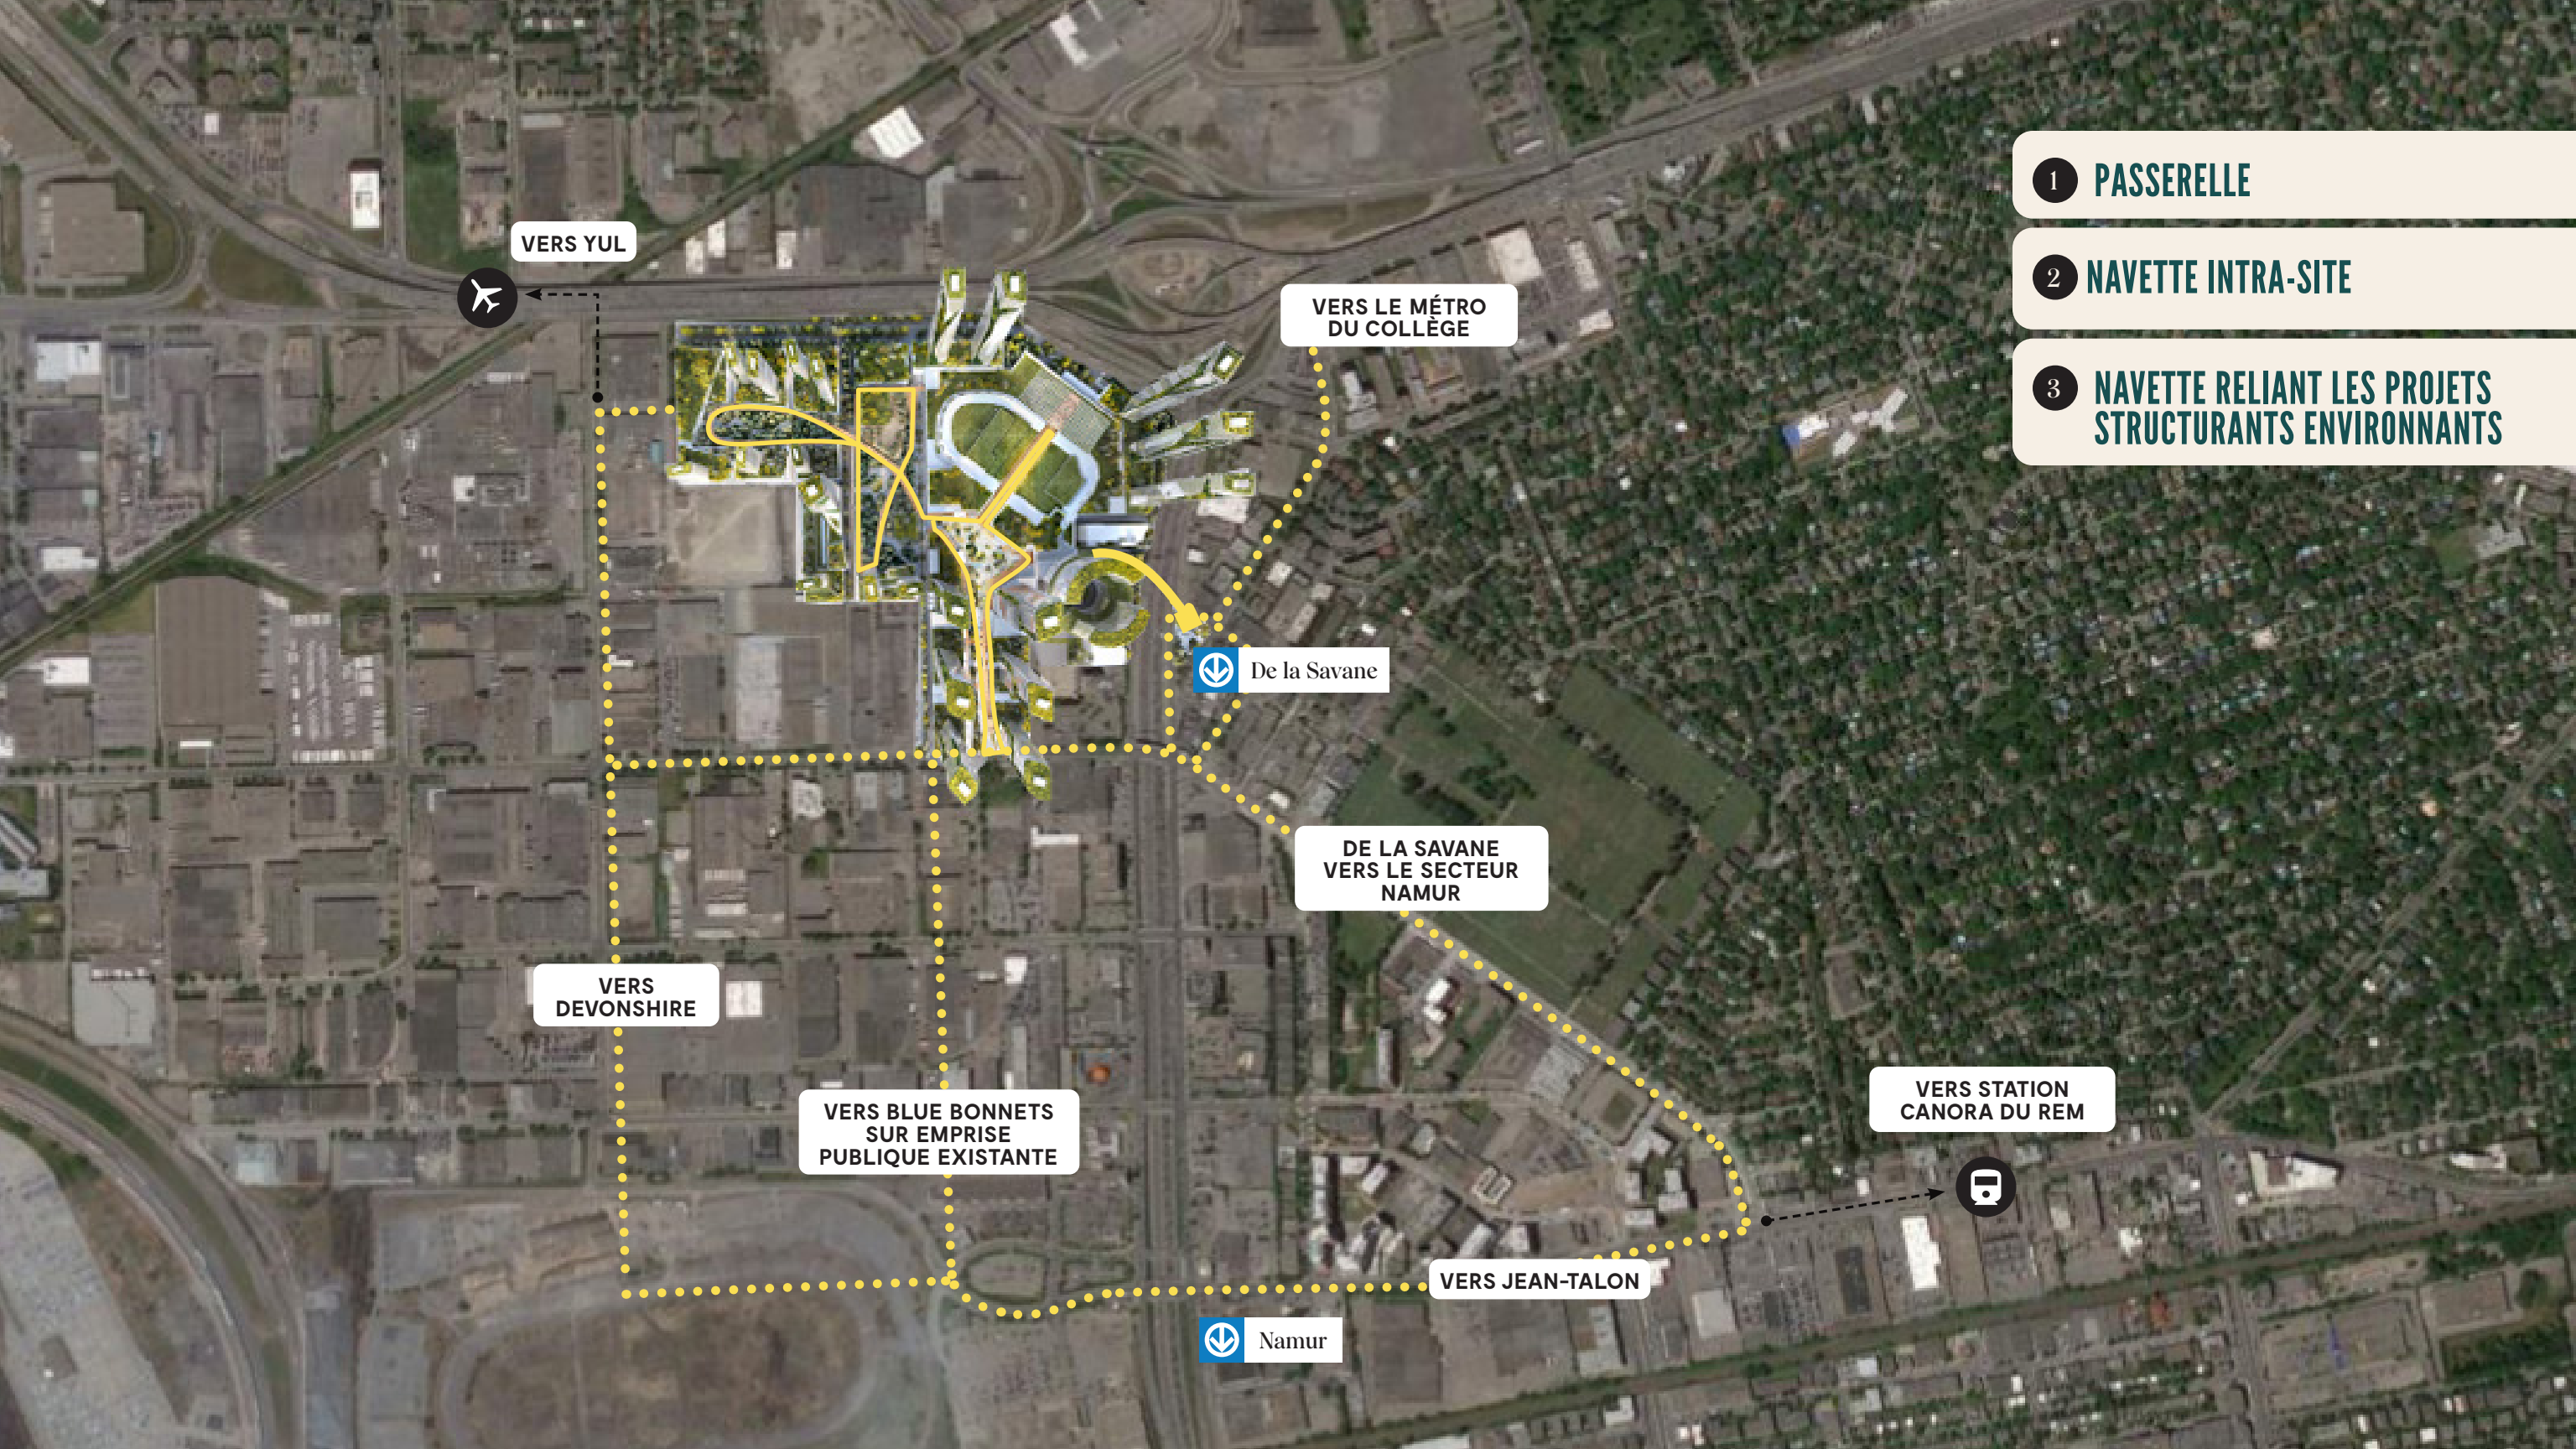 1 PASSERELLE
2 NAVETTE INTRA-SITE
3 NAVETTE RELIANT LES PROJETS
STRUCTURANTS ENVIRONNANTS
VERS YUL
VERS LE MÉTRO
DU COLLÈGE
De la Savane
DE LA SAVANE
VERS LE SECTEUR
NAMUR
VERS
DEVONSHIRE
VERS BLUE BONNETS
SUR EMPRISE
PUBLIQUE EXISTANTE
VERS STATION
CANORA DU REM
VERS JEAN-TALON
Namur